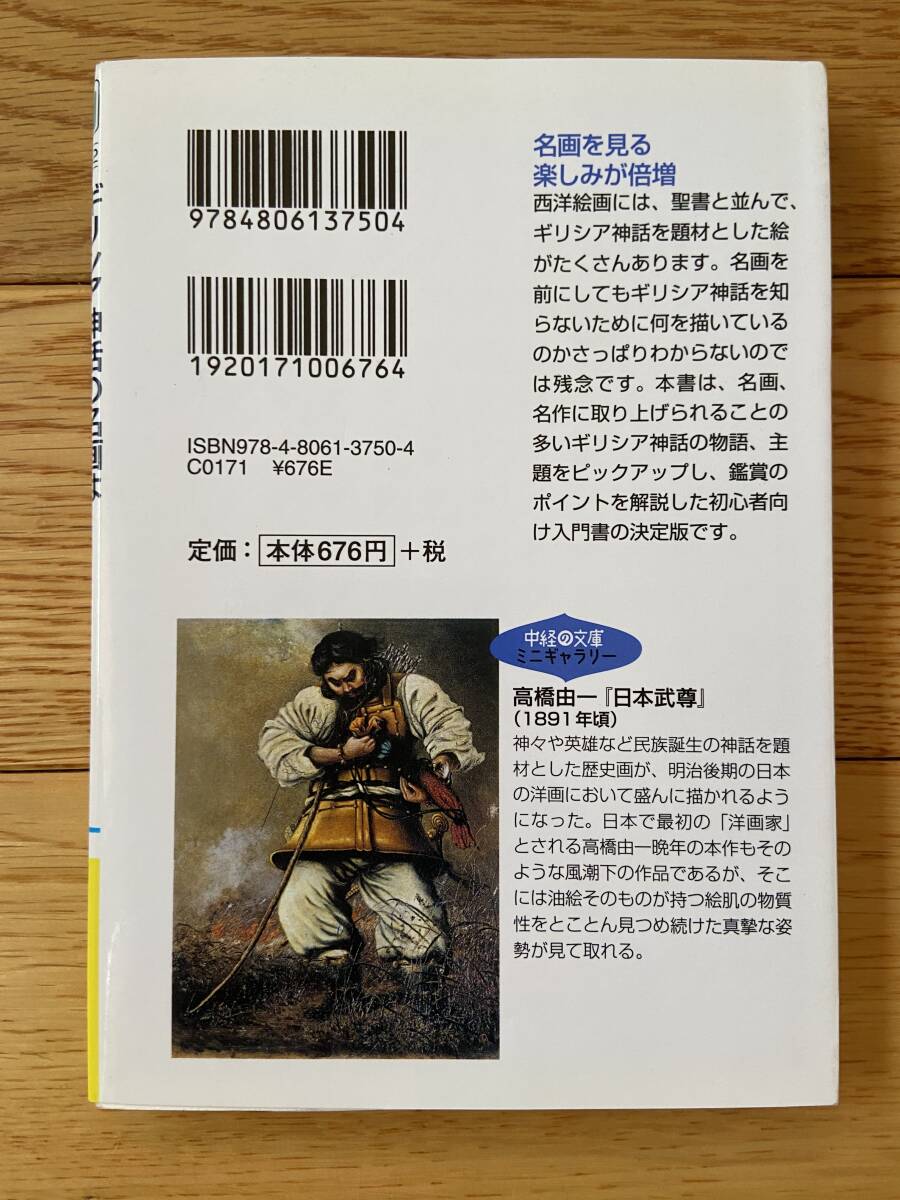 9784806137504
1920171006764
ISBN978-4-8061-3750-4
C0171 ¥676E
定価：本体676円+税
名画を見る
楽しみが倍増
西洋絵画には、聖書と並んで、
ギリシア神話を題材とした絵
がたくさんあります。名画を
前にしてもギリシア神話を知
らないために何を描いている
のかさっぱりわからないので
は残念です。本書は、名画、
名作に取り上げられることの
多いギリシア神話の物語、主
題をピックアップし、鑑賞の
ポイントを解説した初心者向
け入門書の決定版です。
中経の文庫
ミニギャラリー
高橋由一『日本武尊』
（1891年頃）
神々や英雄など民族誕生の神話を題
材とした歴史画が、明治後期の日本
の洋画において盛んに描かれるよう
になった。日本で最初の「洋画家」
とされる高橋由一晩年の本作もその
ような風潮下の作品であるが、そこ
には油絵そのものが持つ絵肌の物質
性をとことん見つめ続けた真摯な姿
勢が見て取れる。
ギリシア神話の名画は